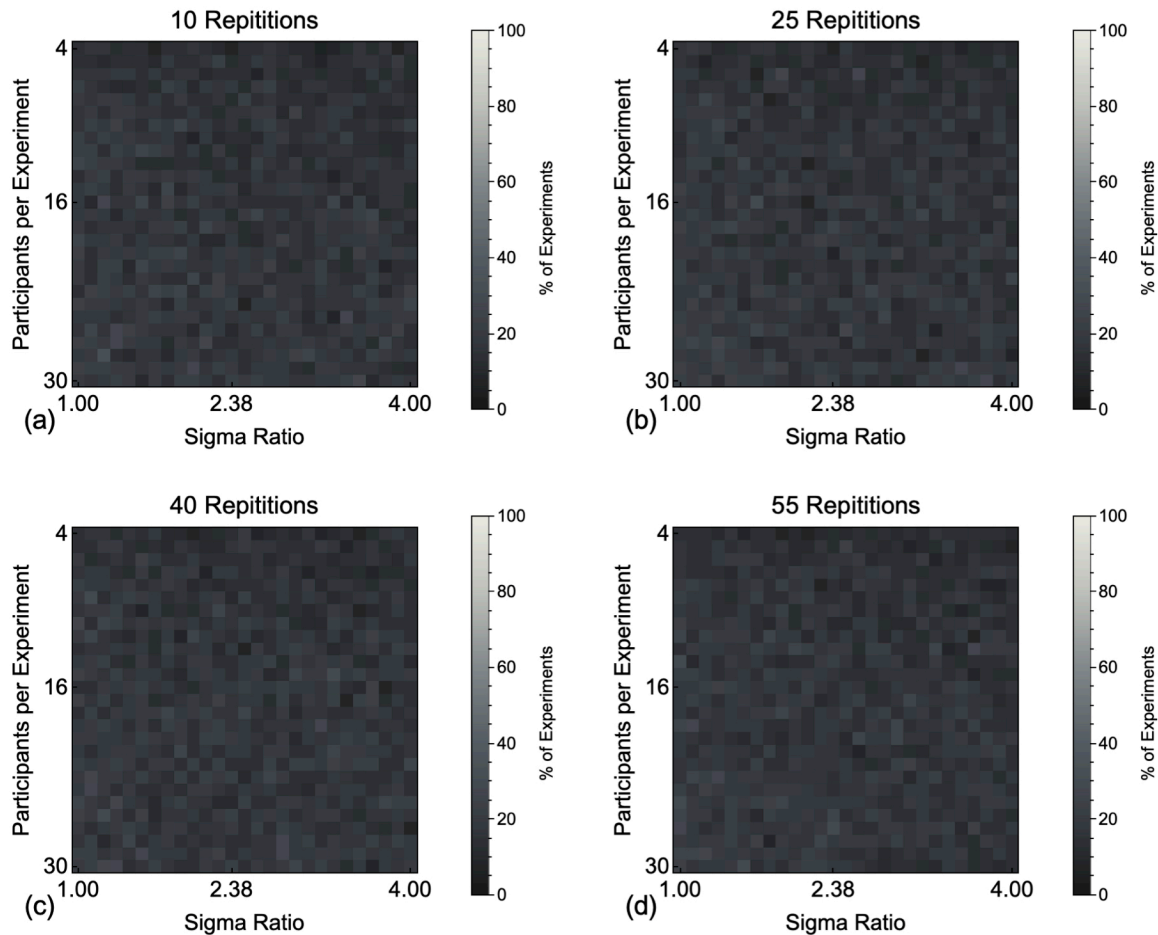 10 Repititions
4
16
30
1.00
2.38
4.00
Participants per Experiment
Sigma Ratio
(a)
100
80
60
40
20
0
% of Experiments
25 Repititions
4
16
30
1.00
2.38
4.00
Participants per Experiment
Sigma Ratio
(b)
100
80
60
40
20
0
% of Experiments
40 Repititions
4
16
30
1.00
2.38
4.00
Participants per Experiment
Sigma Ratio
(c)
100
80
60
40
20
0
% of Experiments
55 Repititions
4
16
30
1.00
2.38
4.00
Participants per Experiment
Sigma Ratio
(d)
100
80
60
40
20
0
% of Experiments